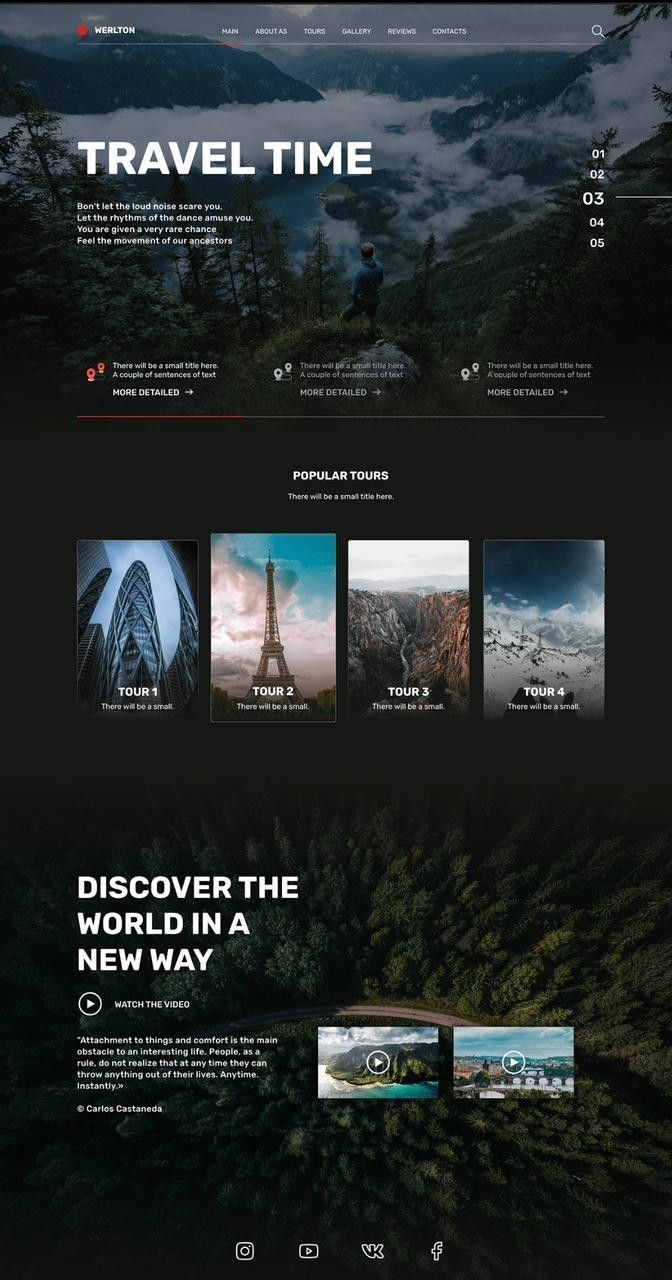 WERLTON
MAIN
ABOUT AS
TOURS
GALLERY
REVIEWS
CONTACTS
TRAVEL TIME
Bon't let the loud noise scare you,
Let the rhythms of the dance amuse you.
You are given a very rare chance
Feel the movement of our ancestors
01
02
03
04
05
There will be a small title here.
A couple of sentences of text
MORE DETAILED
There will be a small title here.
A couple of sentences of text
MORE DETAILED
There will be a small title here.
A couple of sentences of text
MORE DETAILED
POPULAR TOURS
There will be a small title here.
TOUR 1
There will be a small.
TOUR 2
There will be a small.
TOUR 3
There will be a small.
TOUR 4
There will be a small.
DISCOVER THE
WORLD IN A
NEW WAY
WATCH THE VIDEO
"Attachment to things and comfort is the main
obstacle to an interesting life. People, as a
rule, do not realize that at any time they can
throw anything out of their lives. Anytime.
Instantly.»
© Carlos Castaneda